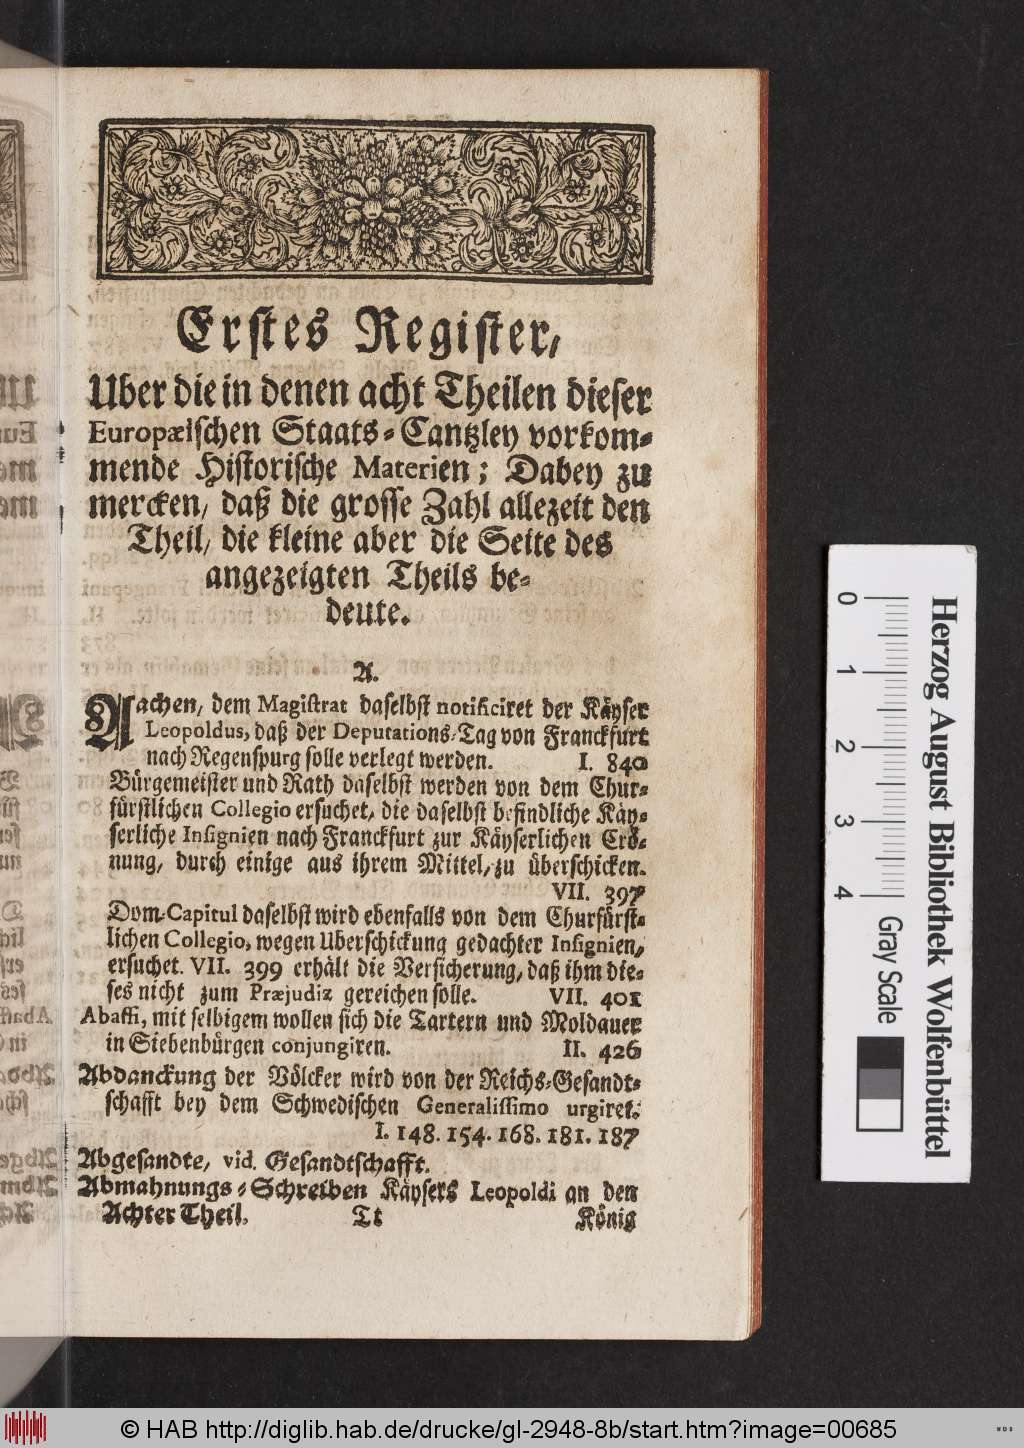 Erstes Register,
Uber die in denen acht Theilen dieser
Europæischen Staats-Cantzley vorkom-
mende Historische Materien; Dabey zu
mercken, daß die grosse Zahl allezeit den
Theil, die kleine aber die Seite des
angezeigten Theils be-
deute.
A.
Aachen, dem Magistrat daselbst notificiret der Käyser
Leopoldus, daß der Deputations-Tag von Franckfurt
nach Regenspurg solle verlegt werden. I. 840
Bürgemeister und Rath daselbst werden von dem Chur-
fürstlichen Collegio ersuchet, die daselbst befindliche Käy-
serliche Insignien nach Franckfurt zur Käyserlichen Crö-
nung, durch einige aus ihrem Mittel, zu überschicken.
VII. 397
Dom-Capitul daselbst wird ebenfalls von dem Churfürst-
lichen Collegio, wegen Uberschickung gedachter Insignien,
ersuchet. VII. 399 erhält die Versicherung, daß ihm die-
ses nicht zum Præjudiz gereichen solle. VII. 401
Abaffi, mit selbigem wollen sich die Tartern und Moldauer
in Siebenbürgen conjungiren. II. 426
Abdanckung der Völcker wird von der Reichs-Gesandt-
schafft bey dem Schwedischen Generalissimo urgiret.
I. 148. 154. 168. 181. 187
Abgesandte, vid. Gesandtschafft.
Abmahnungs-Schreiben Käysers Leopoldi an den
Achter Theil. Tt König
0 1 2 3 4
Herzog August Bibliothek Wolfenbüttel
Gray Scale
© HAB http://diglib.hab.de/drucke/gl-2948-8b/start.htm?image=00685